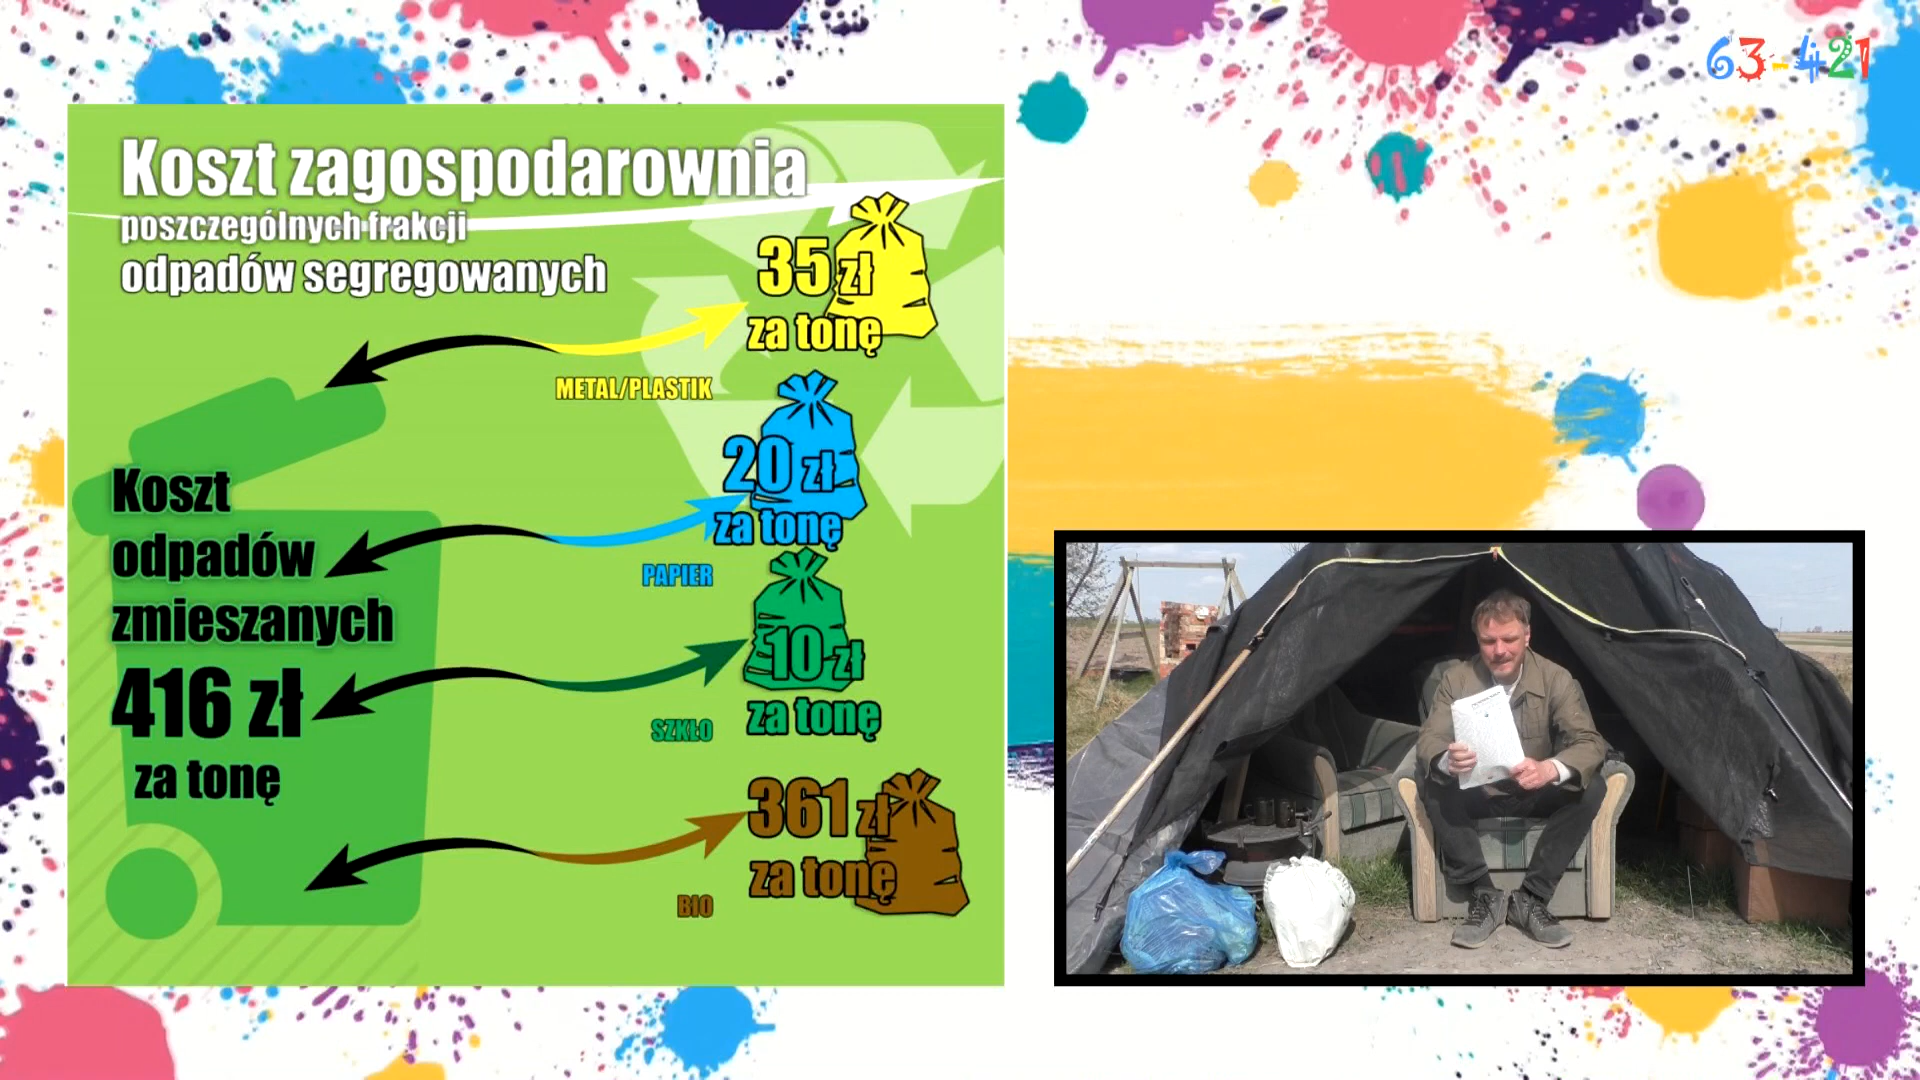 63-421
Koszt zagospodarownia
poszczególnych frakcji
odpadów segregowanych
35 zł
za tonę
METAL/PLASTIK
20 zł
za tonę
PAPIER
10 zł
za tonę
SZKŁO
361 zł
za tonę
BIO
Koszt
odpadów
zmieszanych
416 zł
za tonę